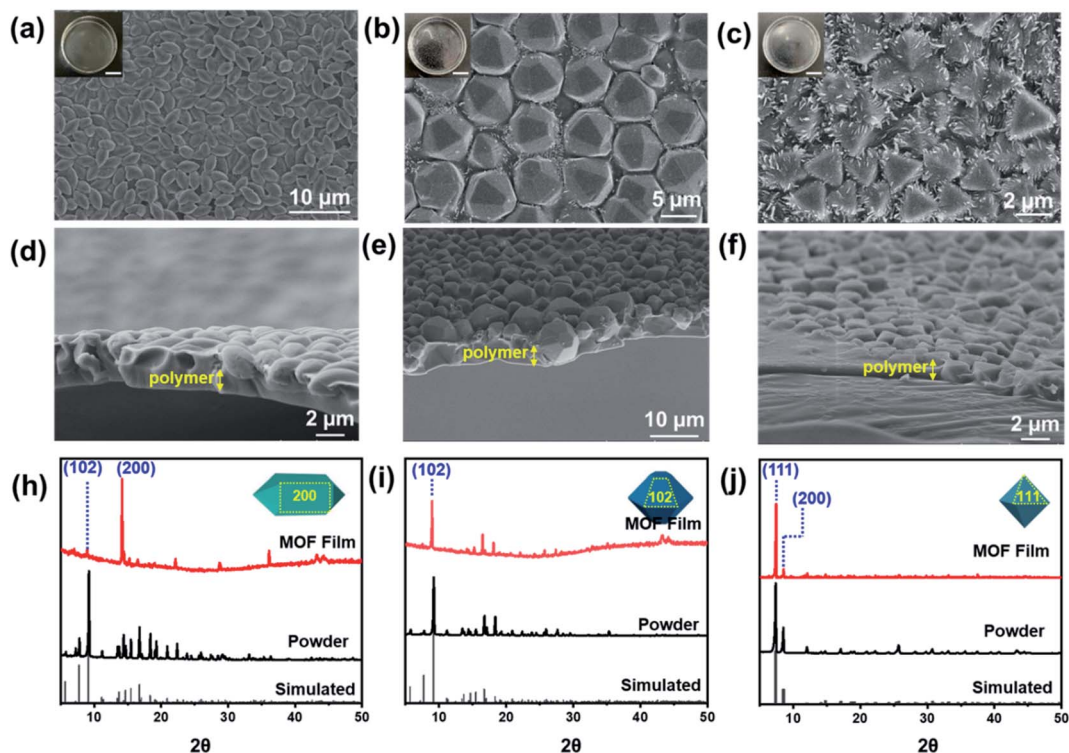 (a)
10 μm
(b)
5 μm
(c)
2 μm
(d)
polymer
2 μm
(e)
polymer
10 μm
(f)
polymer
2 μm
(h)
(102)
(200)
200
MOF Film
Powder
Simulated
10 20 30 40 50
2θ
(i)
(102)
102
MOF Film
Powder
Simulated
10 20 30 40 50
2θ
(j)
(111)
(200)
111
MOF Film
Powder
Simulated
10 20 30 40 50
2θ